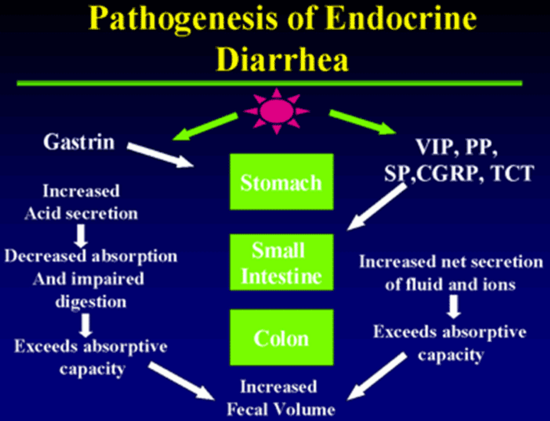 Pathogenesis of Endocrine
Diarrhea
Gastrin
VIP, PP,
SP,CGRP, TCT
Stomach
Increased
Acid secretion
Decreased absorption
And impaired
digestion
Small
Intestine
Increased net secretion
of fluid and ions
Exceeds absorptive
capacity
Colon
Exceeds absorptive
capacity
Increased
Fecal Volume